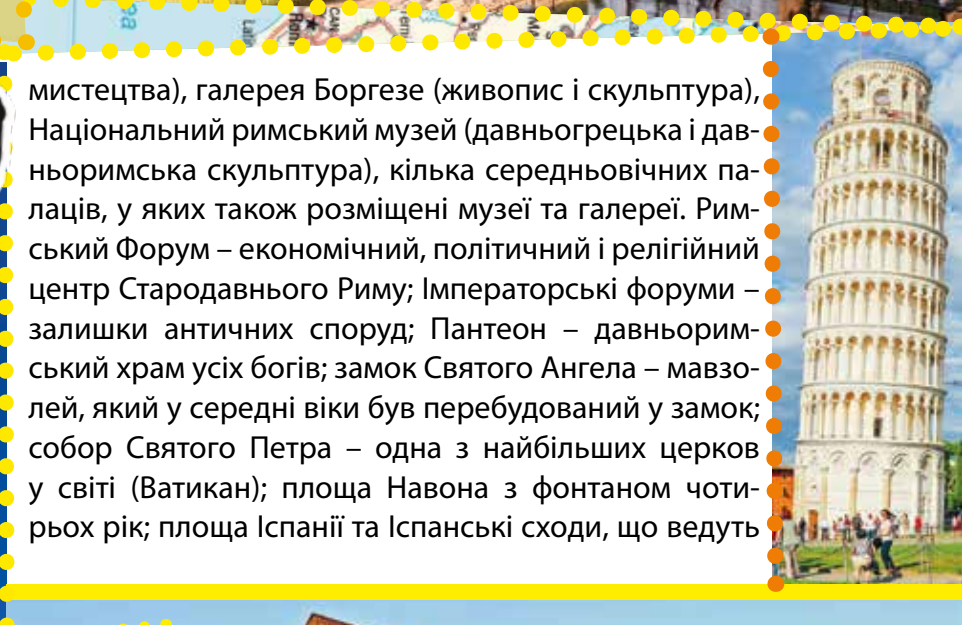 мистецтва), галерея Боргезе (живопис і скульптура),
Національний римський музей (давньогрецька і дав-
ньоримська скульптура), кілька середньовічних па-
лаців, у яких також розміщені музеї та галереї. Рим-
ський Форум – економічний, політичний і релігійний
центр Стародавнього Риму; Імператорські форуми –
залишки античних споруд; Пантеон – давньорим-
ський храм усіх богів; замок Святого Ангела – мавзо-
лей, який у середні віки був перебудований у замок;
собор Святого Петра – одна з найбільших церков
у світі (Ватикан); площа Навона з фонтаном чоти-
рьох рік; площа Іспанії та Іспанські сходи, що ведуть